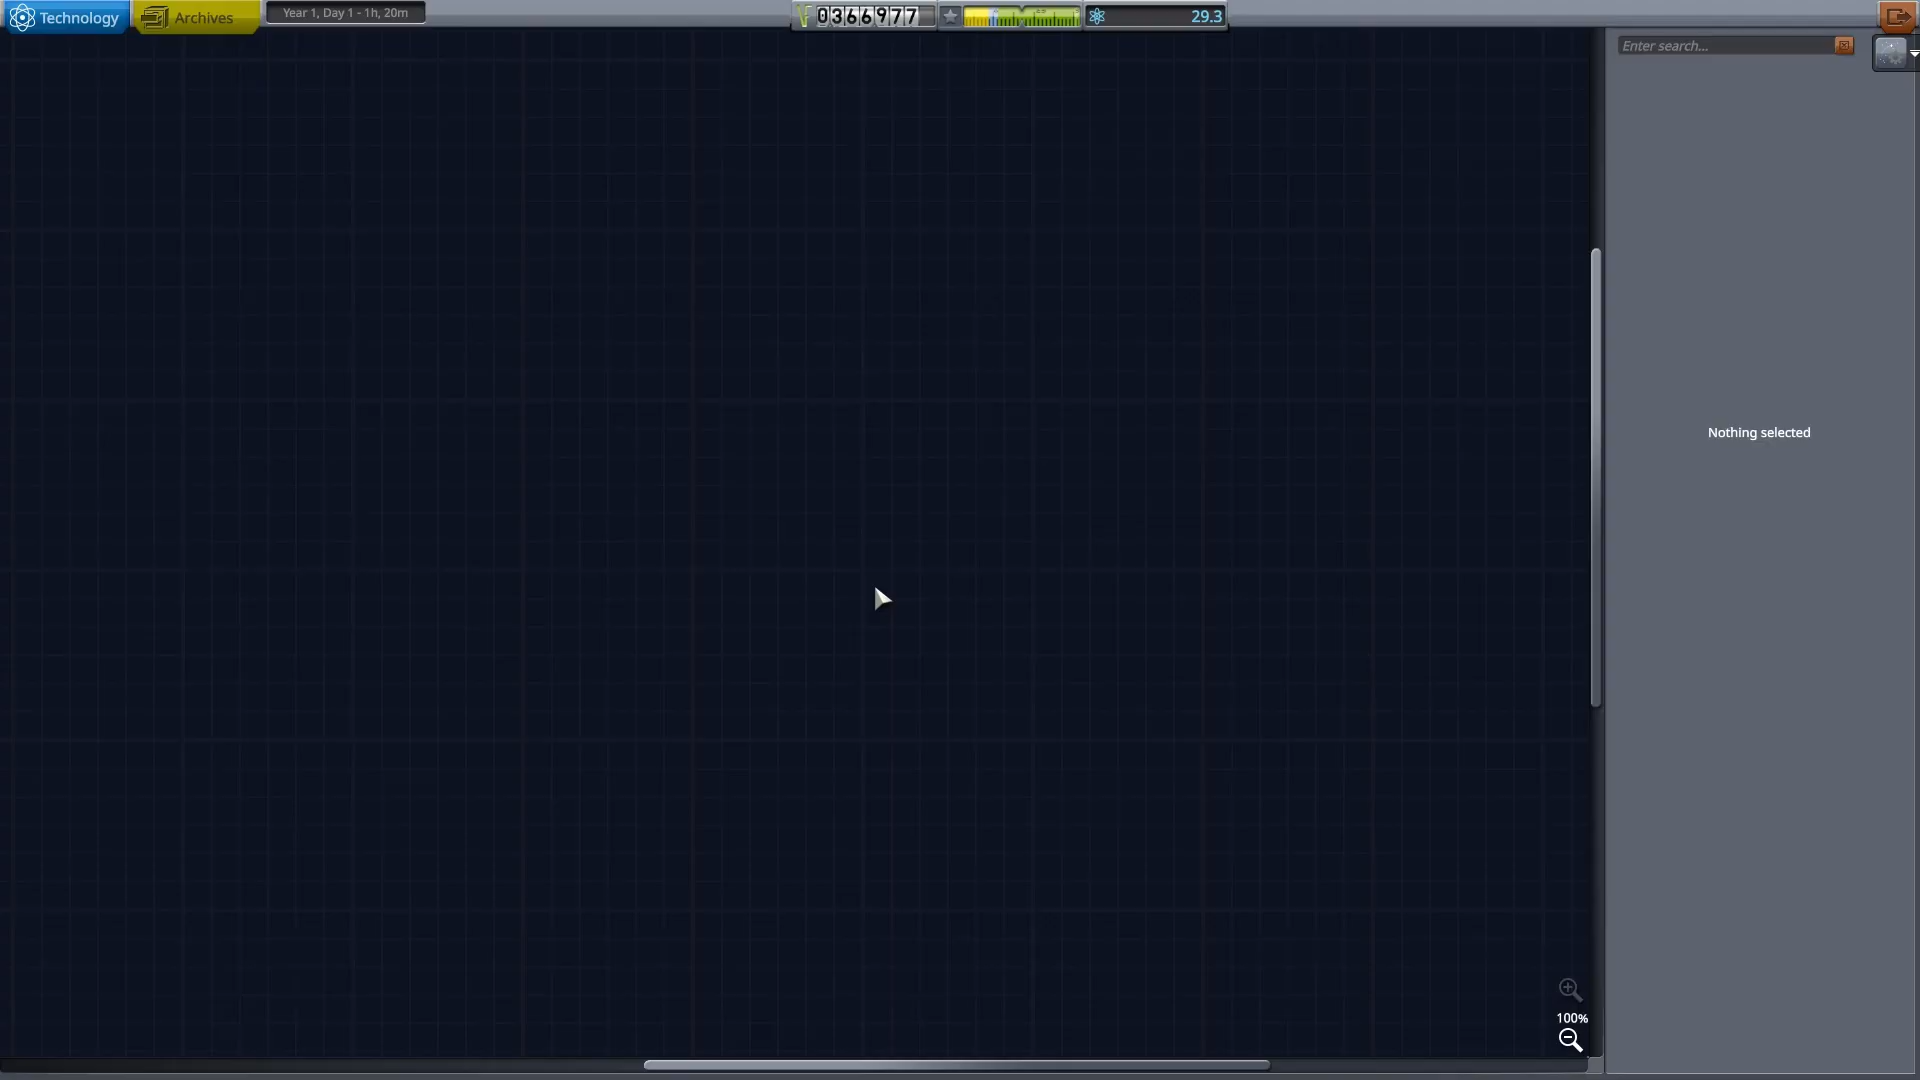 Technology
Archives
Year 1, Day 1 - 1h, 20m
0366977
29.3
Enter search...
Nothing selected
100%